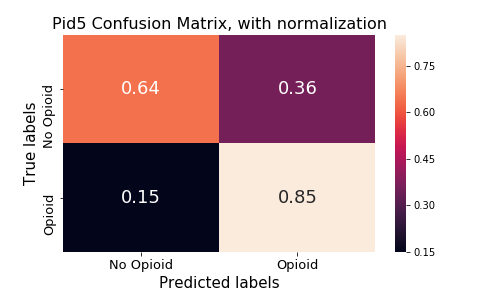 Pid5 Confusion Matrix, with normalization
True labels
No Opioid
0.64
0.36
Opioid
0.15
0.85
No Opioid
Opioid
Predicted labels
0.75
0.60
0.45
0.30
0.15